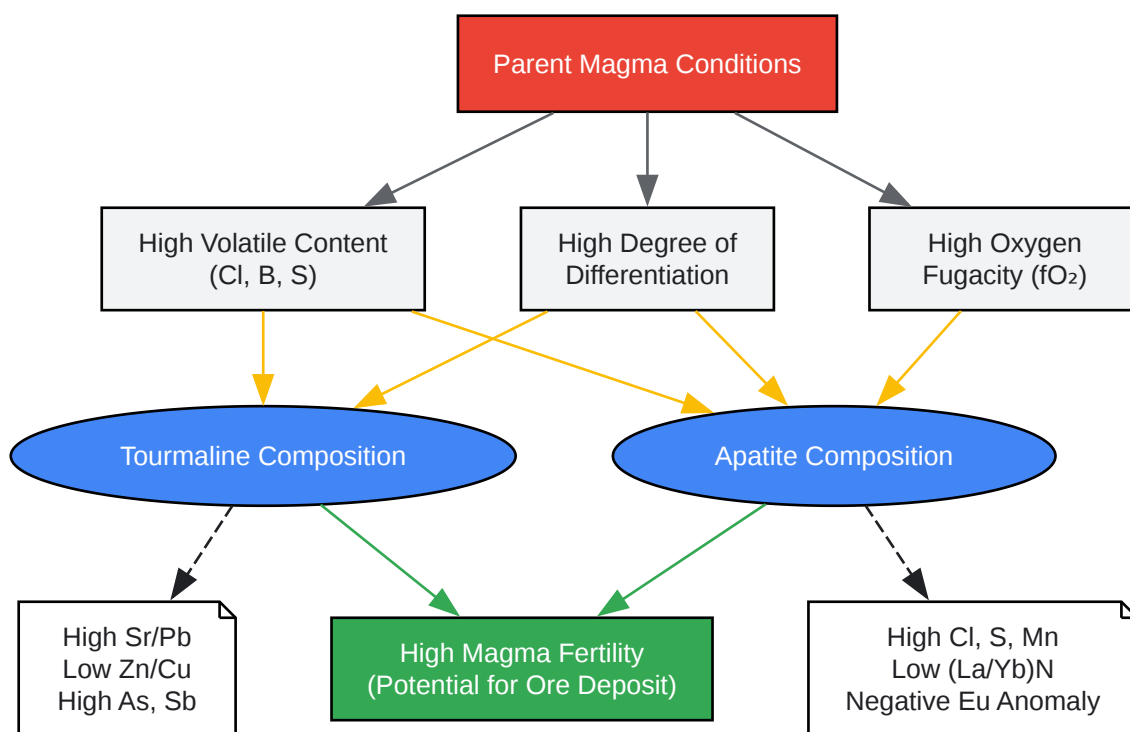 Parent Magma Conditions
High Volatile Content
(Cl, B, S)
High Degree of
Differentiation
High Oxygen
Fugacity (fO₂)
Tourmaline Composition
Apatite Composition
High Sr/Pb
Low Zn/Cu
High As, Sb
High Magma Fertility
(Potential for Ore Deposit)
High Cl, S, Mn
Low (La/Yb)N
Negative Eu Anomaly